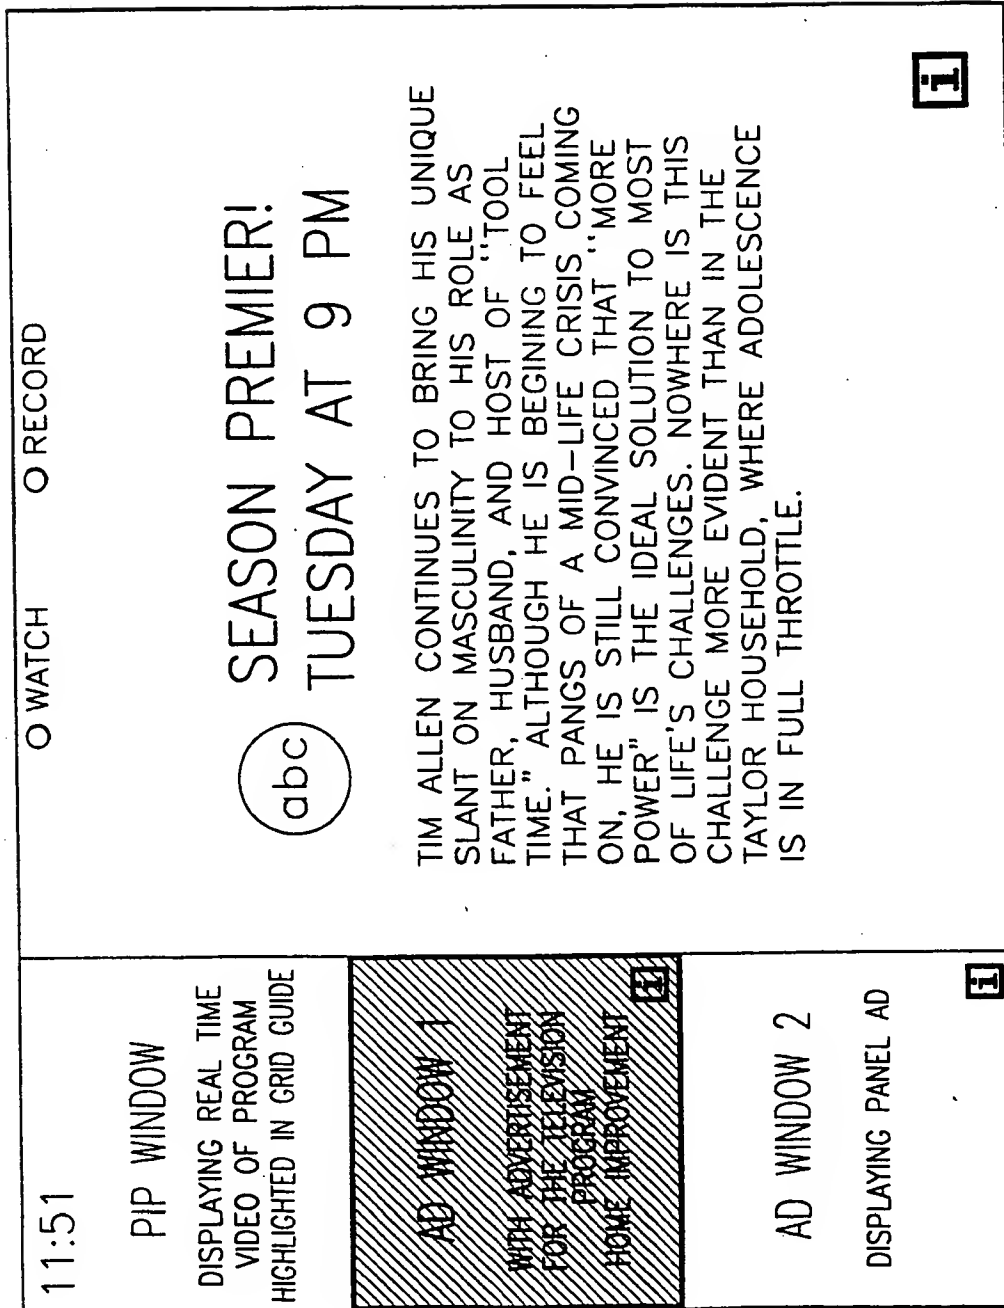 11:51
PIP WINDOW
DISPLAYING REAL TIME
VIDEO OF PROGRAM
HIGHLIGHTED IN GRID GUIDE
AD WINDOW 1
WITH ADVERTISEMENT
FOR THE TELEVISION
PROGRAM
HOME IMPROVEMENT
i
AD WINDOW 2
DISPLAYING PANEL AD
i
O WATCH O RECORD
abc
SEASON PREMIER!
TUESDAY AT 9 PM
TIM ALLEN CONTINUES TO BRING HIS UNIQUE
SLANT ON MASCULINITY TO HIS ROLE AS
FATHER, HUSBAND, AND HOST OF "TOOL
TIME." ALTHOUGH HE IS BEGINING TO FEEL
THAT PANGS OF A MID-LIFE CRISIS COMING
ON, HE IS STILL CONVINCED THAT "MORE
POWER" IS THE IDEAL SOLUTION TO MOST
OF LIFE'S CHALLENGES. NOWHERE IS THIS
CHALLENGE MORE EVIDENT THAN IN THE
TAYLOR HOUSEHOLD, WHERE ADOLESCENCE
IS IN FULL THROTTLE.
i